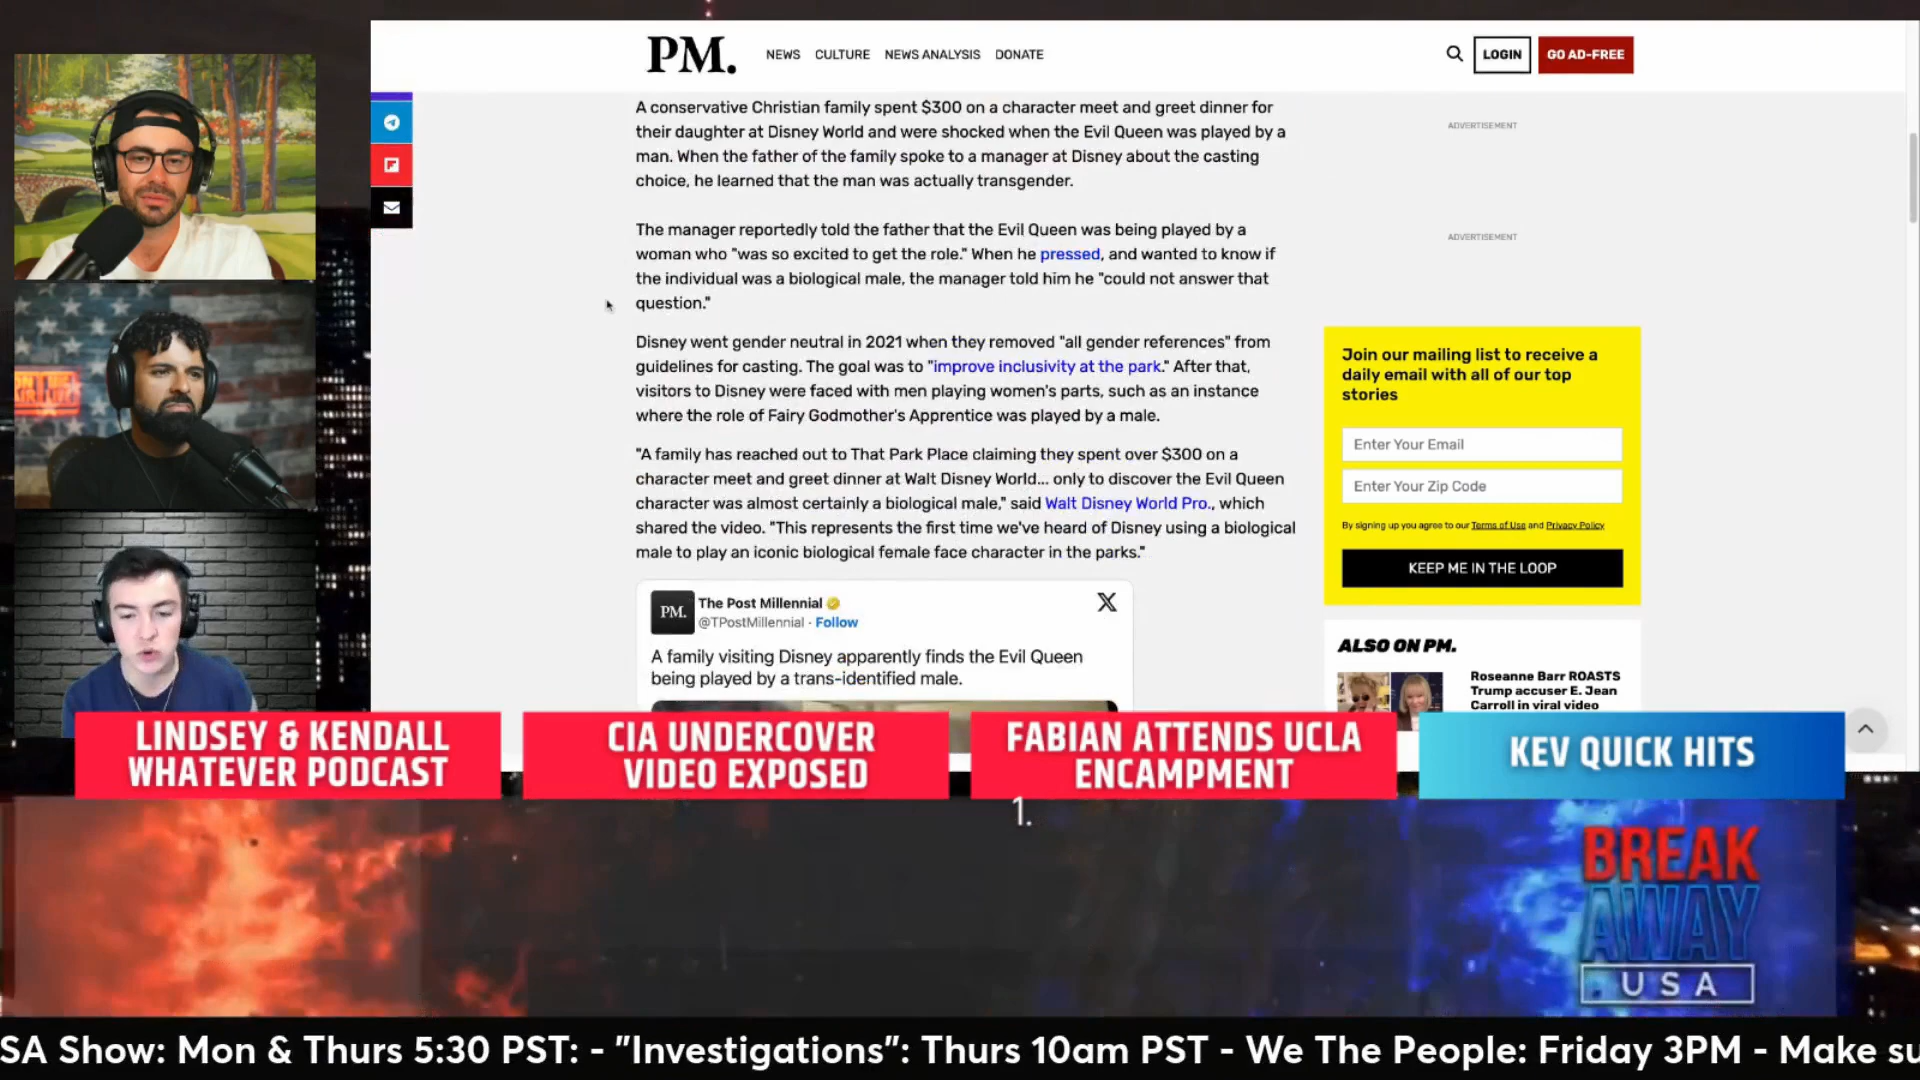 PM.
NEWS CULTURE NEWS ANALYSIS DONATE
LOGIN
GO AD-FREE
A conservative Christian family spent $300 on a character meet and greet dinner for
their daughter at Disney World and were shocked when the Evil Queen was played by a
man. When the father of the family spoke to a manager at Disney about the casting
choice, he learned that the man was actually transgender.
The manager reportedly told the father that the Evil Queen was being played by a
woman who "was so excited to get the role." When he pressed, and wanted to know if
the individual was a biological male, the manager told him he "could not answer that
question."
Disney went gender neutral in 2021 when they removed "all gender references" from
guidelines for casting. The goal was to "improve inclusivity at the park." After that,
visitors to Disney were faced with men playing women's parts, such as an instance
where the role of Fairy Godmother's Apprentice was played by a male.
"A family has reached out to That Park Place claiming they spent over $300 on a
character meet and greet dinner at Walt Disney World... only to discover the Evil Queen
character was almost certainly a biological male," said Walt Disney World Pro., which
shared the video. "This represents the first time we've heard of Disney using a biological
male to play an iconic biological female face character in the parks."
PM.
The Post Millennial
@TPostMillennial · Follow
A family visiting Disney apparently finds the Evil Queen
being played by a trans-identified male.
ADVERTISEMENT
ADVERTISEMENT
Join our mailing list to receive a
daily email with all of our top
stories
Enter Your Email
Enter Your Zip Code
By signing up you agree to our Terms of Use and Privacy Policy
KEEP ME IN THE LOOP
ALSO ON PM.
Roseanne Barr ROASTS
Trump accuser E. Jean
Carroll in viral video
LINDSEY & KENDALL
WHATEVER PODCAST
CIA UNDERCOVER
VIDEO EXPOSED
FABIAN ATTENDS UCLA
ENCAMPMENT
KEV QUICK HITS
1.
BREAK
AWAY
USA
SA Show: Mon & Thurs 5:30 PST: - "Investigations": Thurs 10am PST - We The People: Friday 3PM - Make su